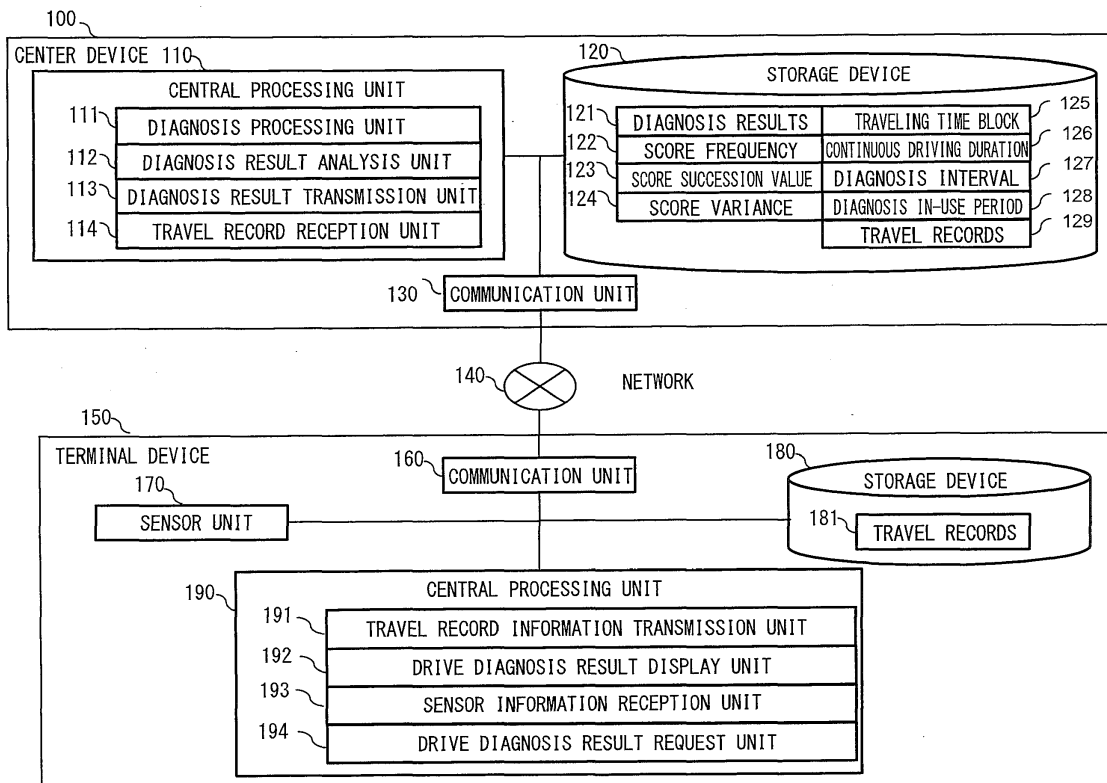 100
CENTER DEVICE 110
CENTRAL PROCESSING UNIT
111 DIAGNOSIS PROCESSING UNIT
112 DIAGNOSIS RESULT ANALYSIS UNIT
113 DIAGNOSIS RESULT TRANSMISSION UNIT
114 TRAVEL RECORD RECEPTION UNIT
120
STORAGE DEVICE
121 DIAGNOSIS RESULTS TRAVELING TIME BLOCK 125
122 SCORE FREQUENCY CONTINUOUS DRIVING DURATION 126
123 SCORE SUCCESSION VALUE DIAGNOSIS INTERVAL 127
124 SCORE VARIANCE DIAGNOSIS IN-USE PERIOD 128
TRAVEL RECORDS 129
130 COMMUNICATION UNIT
140 NETWORK
150
TERMINAL DEVICE
160 COMMUNICATION UNIT
170
SENSOR UNIT
180
STORAGE DEVICE
181 TRAVEL RECORDS
190
CENTRAL PROCESSING UNIT
191 TRAVEL RECORD INFORMATION TRANSMISSION UNIT
192 DRIVE DIAGNOSIS RESULT DISPLAY UNIT
193 SENSOR INFORMATION RECEPTION UNIT
194 DRIVE DIAGNOSIS RESULT REQUEST UNIT